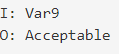 I: Var9
O: Acceptable